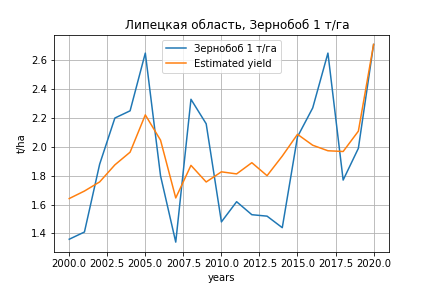 Липецкая область, Зернобоб 1 т/га
Зернобоб 1 т/га
Estimated yield
2.6
2.4
2.2
2.0
1.8
1.6
1.4
t/ha
2000.0 2002.5 2005.0 2007.5 2010.0 2012.5 2015.0 2017.5 2020.0
years